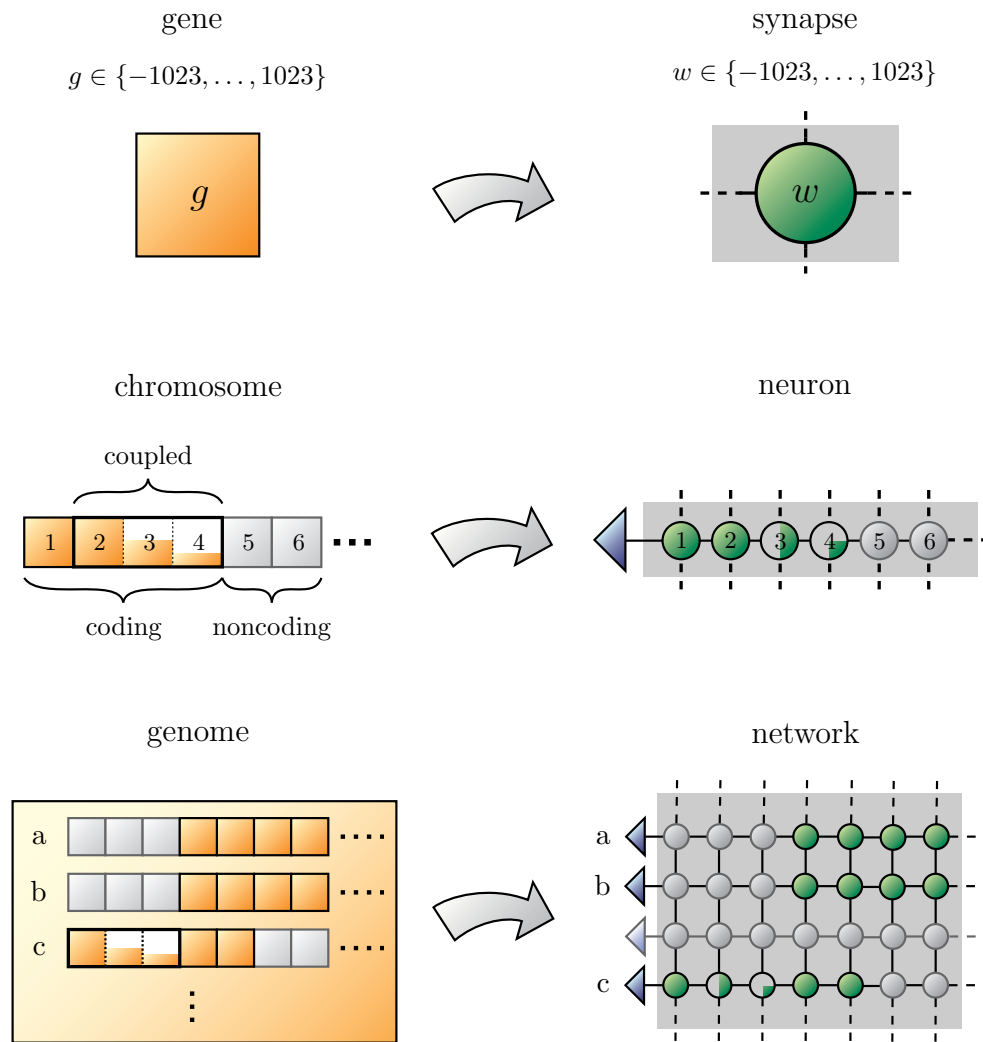 gene synapse
g ∈ {−1023, . . . , 1023} w ∈ {−1023, . . . , 1023}
g w
chromosome neuron
coupled
1 2 3 4 5 6 1 2 3 4 5 6
coding noncoding
genome network
a a
b b
c c